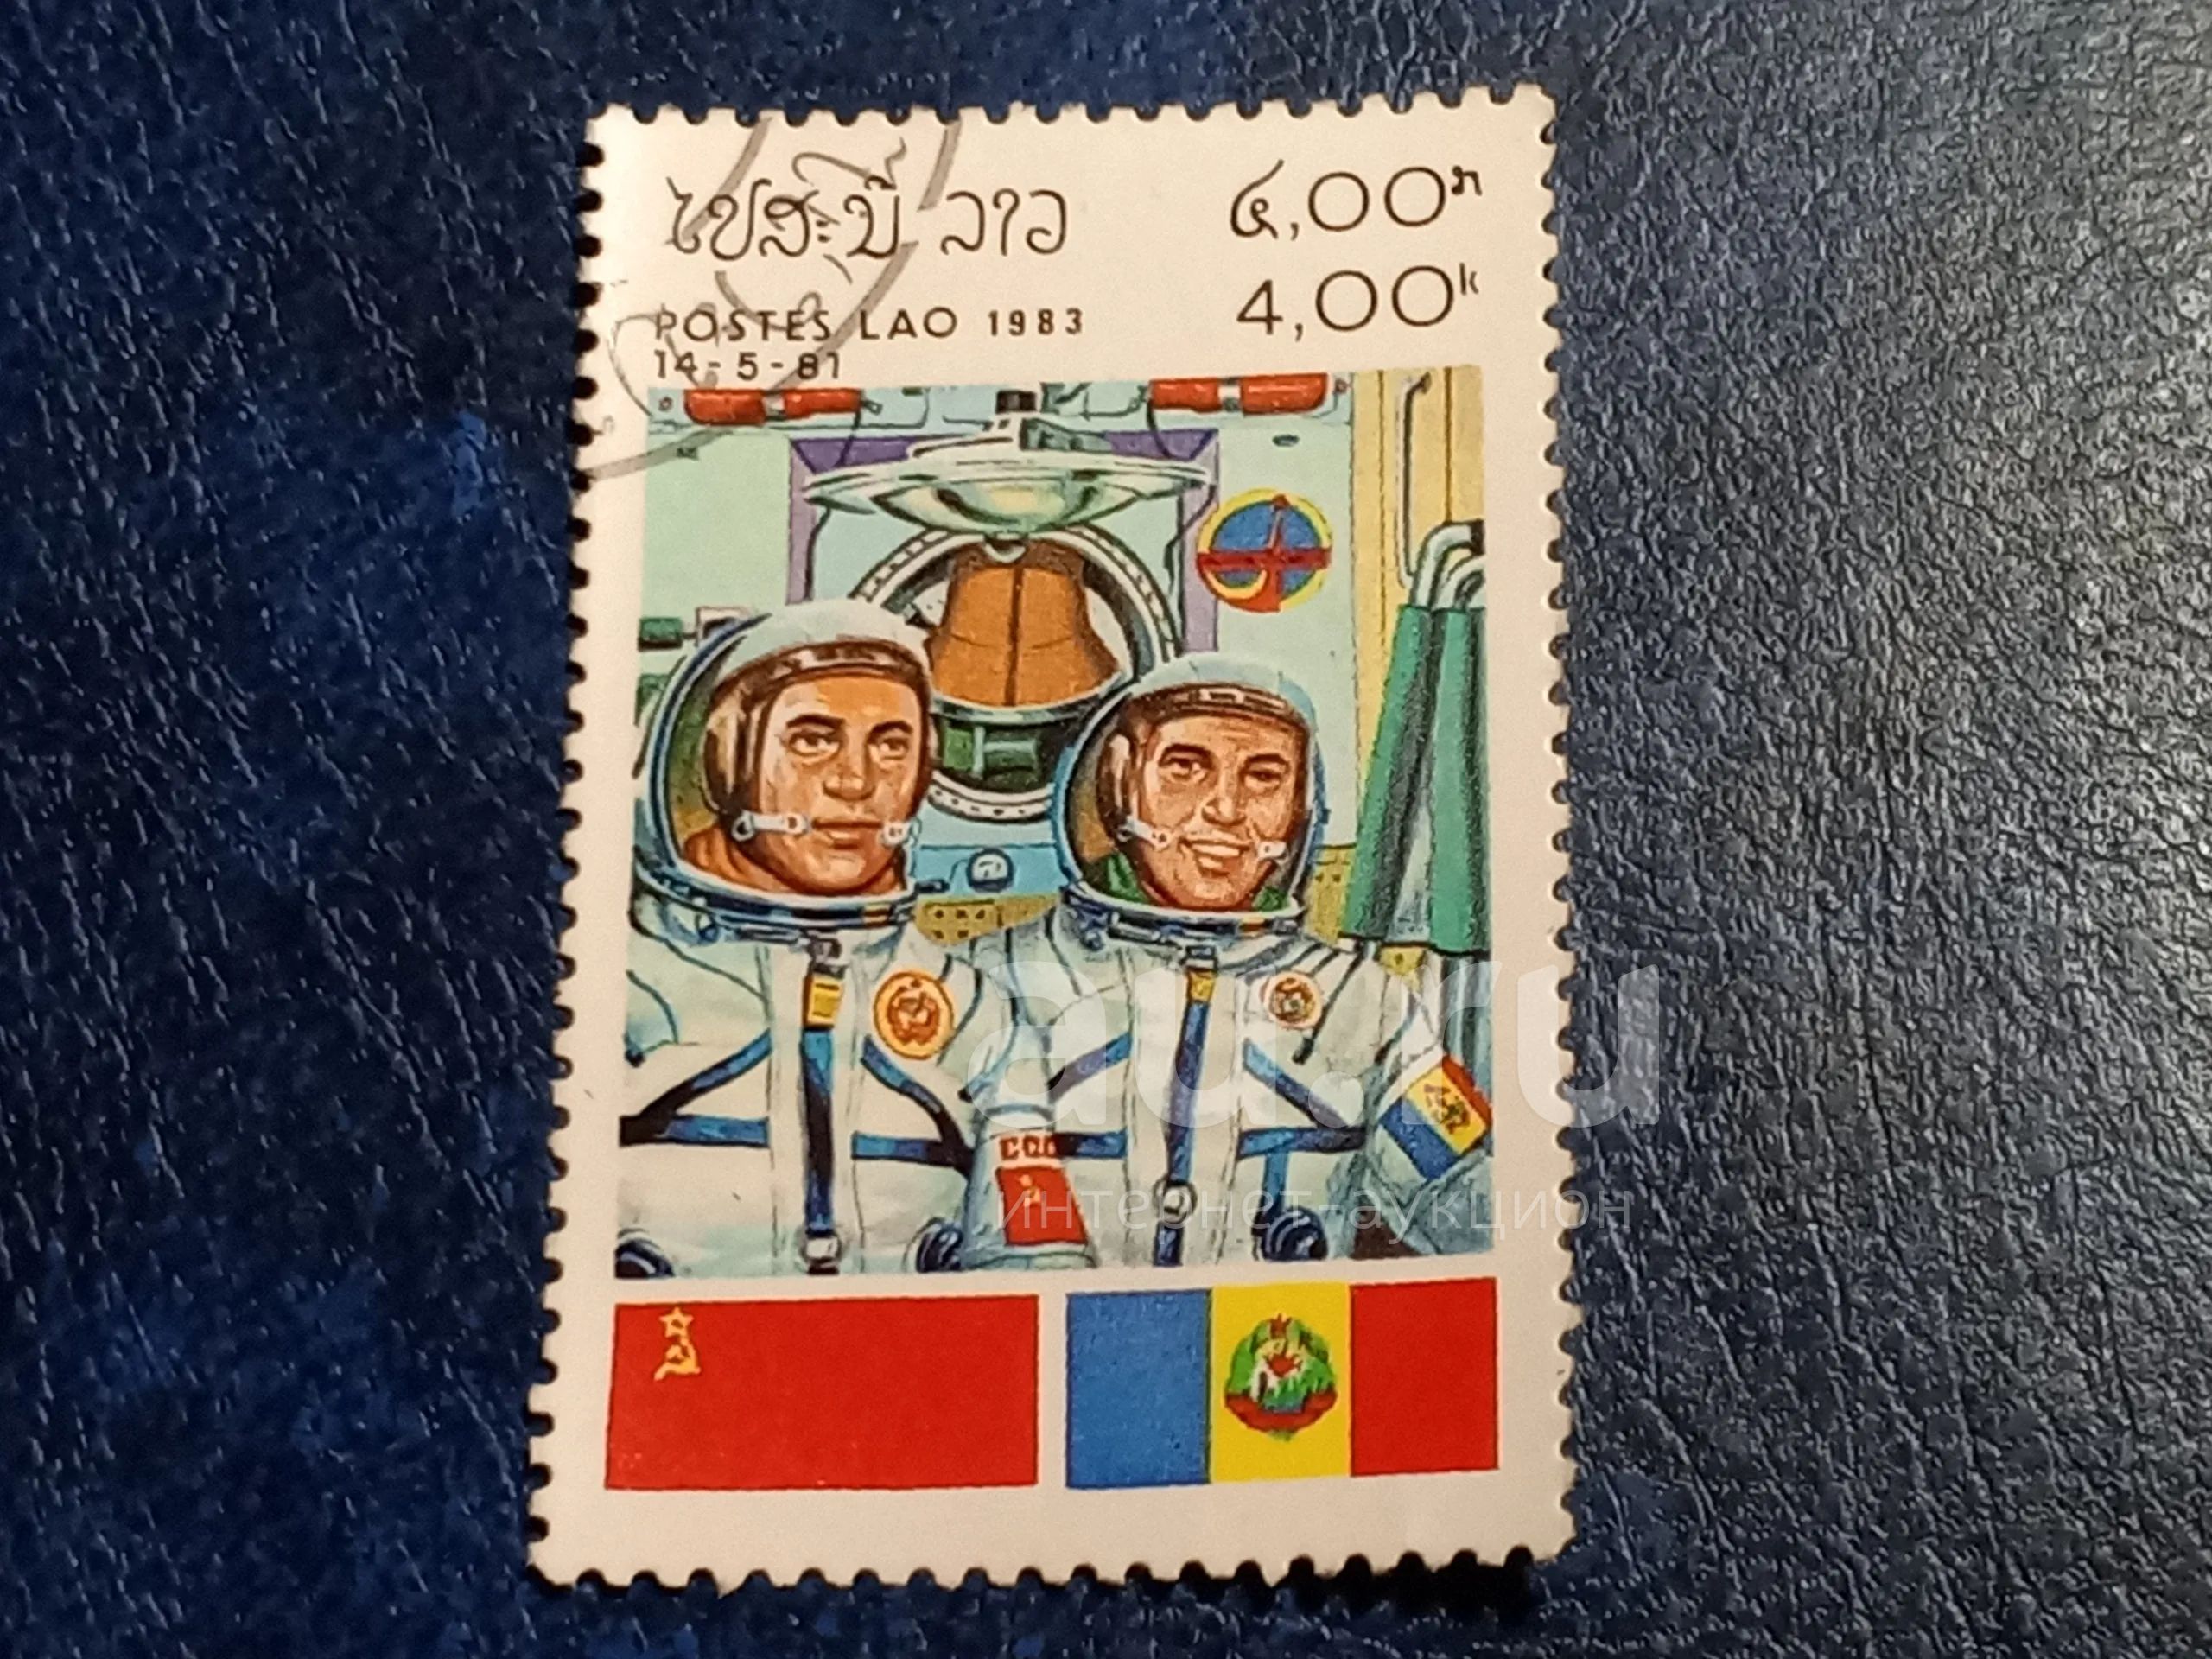 ໄປສະນີ ລາວ
໔,00ກ
4,00k
POSTES LAO 1983
14-5-81
au.ru
интернет-аукцион